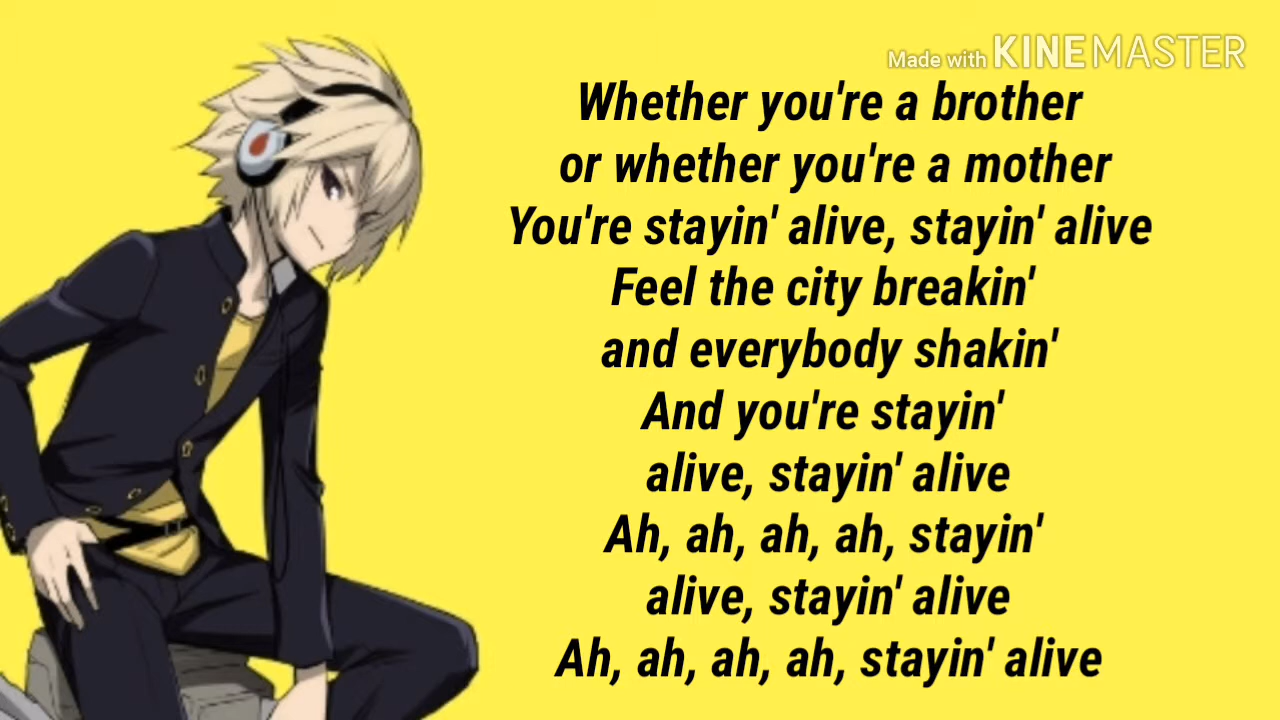 Made with KINEMASTER
Whether you're a brother
or whether you're a mother
You're stayin' alive, stayin' alive
Feel the city breakin'
and everybody shakin'
And you're stayin'
alive, stayin' alive
Ah, ah, ah, ah, stayin'
alive, stayin' alive
Ah, ah, ah, ah, stayin' alive